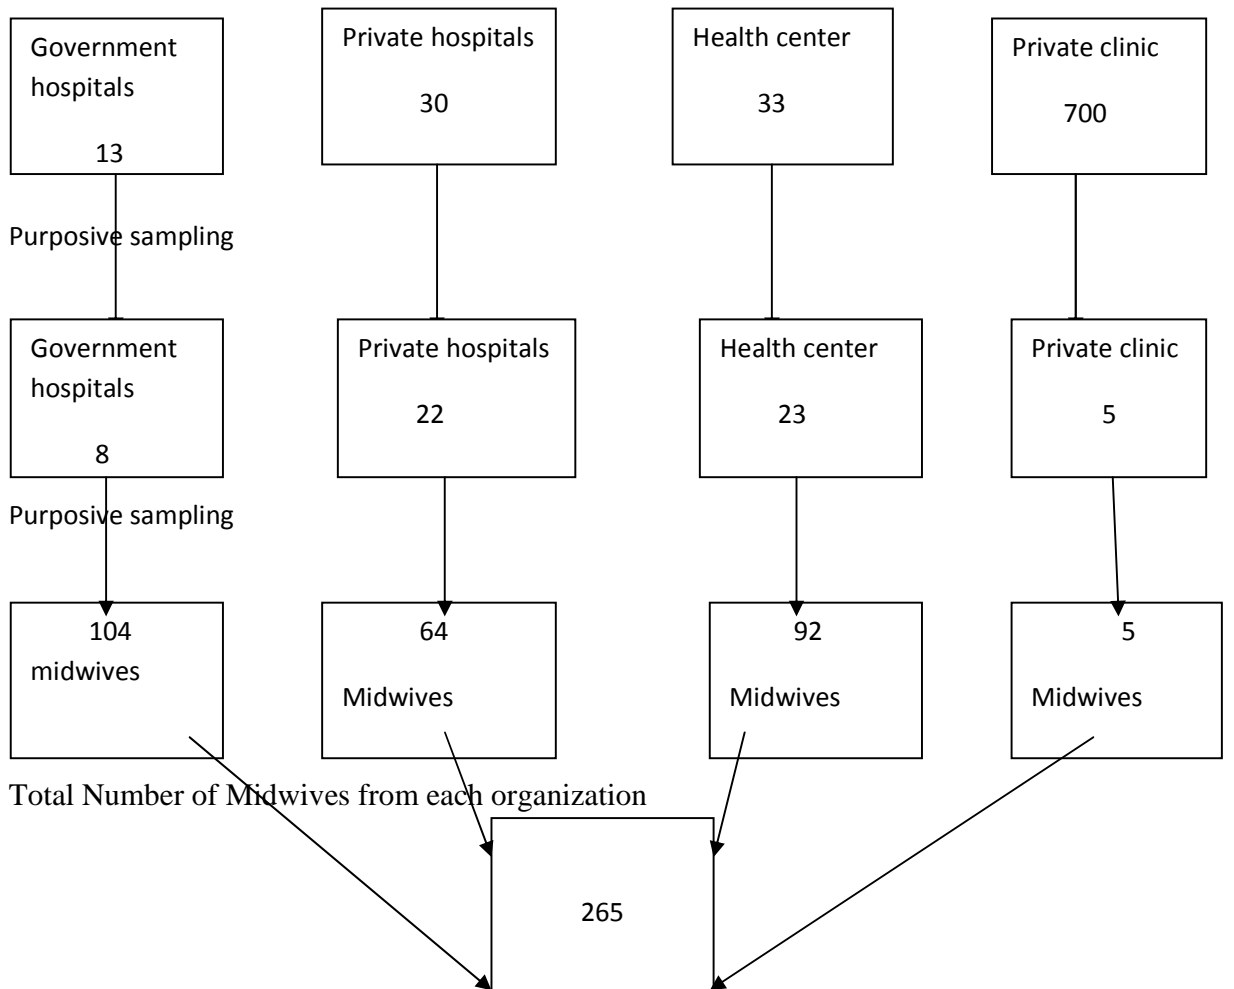 Government
hospitals
13
Private hospitals
30
Health center
33
Private clinic
700
Purposive sampling
Government
hospitals
8
Private hospitals
22
Health center
23
Private clinic
5
Purposive sampling
104
midwives
64
Midwives
92
Midwives
5
Midwives
Total Number of Midwives from each organization
265